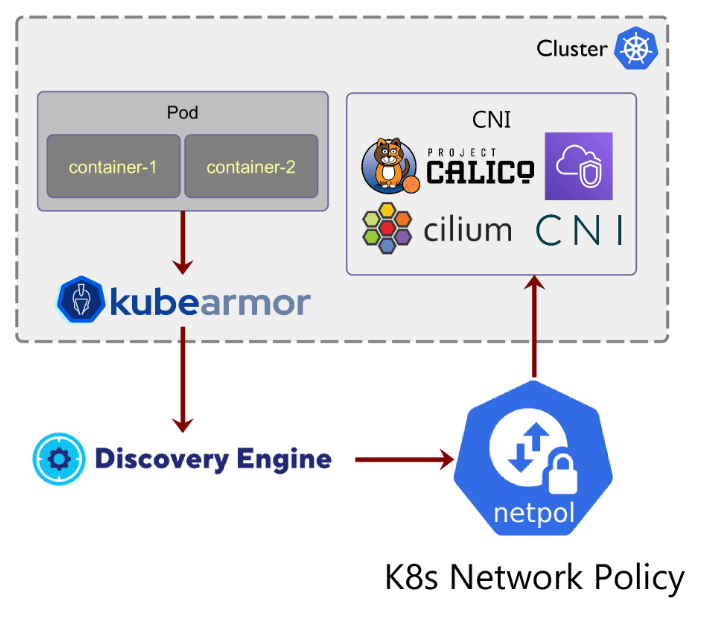 Cluster
Pod
container-1
container-2
CNI
PROJECT
CALICO
cilium
CNI
kubearmor
Discovery Engine
netpol
K8s Network Policy